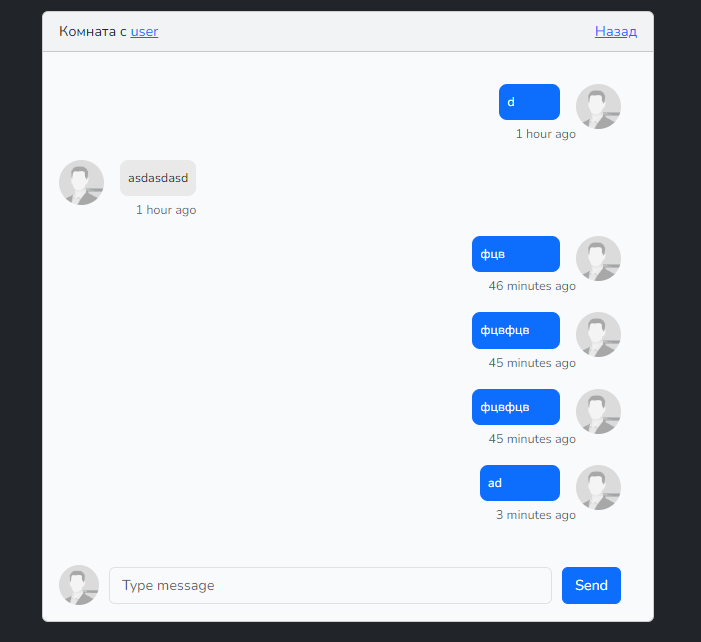 Комната с user
Назад
d
1 hour ago
asdasdasd
1 hour ago
фцв
46 minutes ago
фцвфцв
45 minutes ago
фцвфцв
45 minutes ago
ad
3 minutes ago
Type message
Send